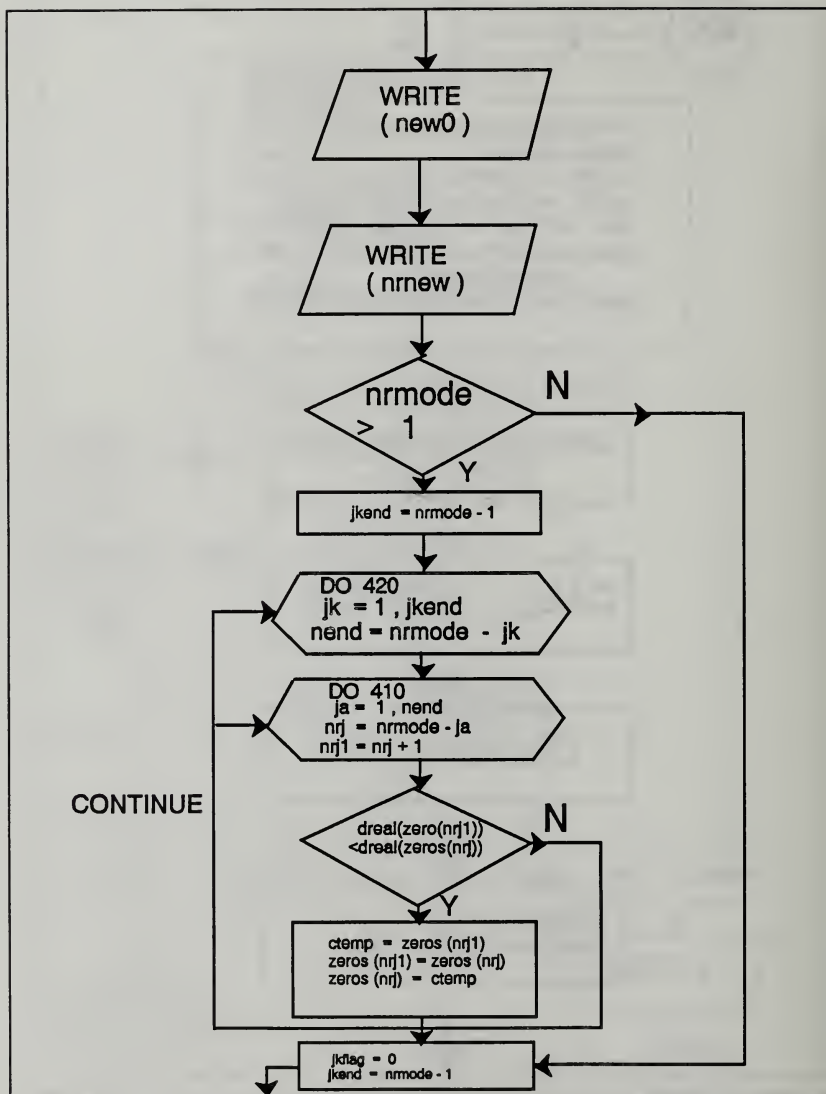 WRITE
( new0 )
WRITE
( nrnew )
nrmode
> 1
N
Y
jkend = nrmode - 1
DO 420
jk = 1 , jkend
nend = nrmode - jk
DO 410
ja = 1 , nend
nrj = nrmode - ja
nrj1 = nrj + 1
CONTINUE
dreal(zero(nrj1))
<dreal(zeros(nrj))
N
Y
ctemp = zeros (nrj1)
zeros (nrj1) = zeros (nrj)
zeros (nrj) = ctemp
jkflag = 0
jkend = nrmode - 1